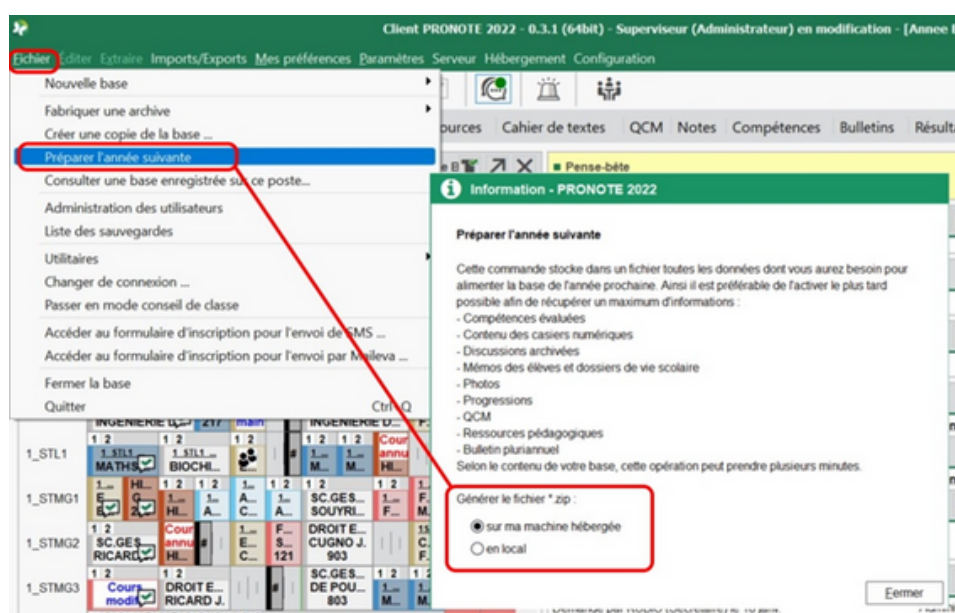 Client PRONOTE 2022 - 0.3.1 (64bit) - Superviseur (Administrateur) en modification - [Annee
Fichier Éditer Extraire Imports/Exports Mes préférences Paramètres Serveur Hébergement Configuration
Nouvelle base
Fabriquer une archive
Créer une copie de la base ...
Préparer l'année suivante
Consulter une base enregistrée sur ce poste...
Administration des utilisateurs
Liste des sauvegardes
Utilitaires
Changer de connexion ...
Passer en mode conseil de classe
Accéder au formulaire d'inscription pour l'envoi de SMS ...
Accéder au formulaire d'inscription pour l'envoi par Maileva ...
Fermer la base
Quitter Ctrl+Q
ources Cahier de textes QCM Notes Compétences Bulletins Résult
Pense-bête
Information - PRONOTE 2022
Préparer l'année suivante
Cette commande stocke dans un fichier toutes les données dont vous aurez besoin pour
alimenter la base de l'année prochaine. Ainsi il est préférable de l'activer le plus tard
possible afin de récupérer un maximum d'informations :
- Compétences évaluées
- Contenu des casiers numériques
- Discussions archivées
- Mémos des élèves et dossiers de vie scolaire
- Photos
- Progressions
- QCM
- Ressources pédagogiques
- Bulletin pluriannuel
Selon le contenu de votre base, cette opération peut prendre plusieurs minutes.
Générer le fichier *.zip :
sur ma machine hébergée
en local
Fermer
INGENIERIE 217 main INGENIERIE D...
1_STL1
1_STL1 1_STL1 ...
MATHS BIOCHI... M... M... HI...
1_STMG1
SC.GES...
SOUYRI...
1_STMG2
SC.GES
RICARD
121
DROIT E...
CUGNO J.
903
1_STMG3
Cours
modif
DROIT E...
RICARD J.
SC.GES...
DE POU...
803